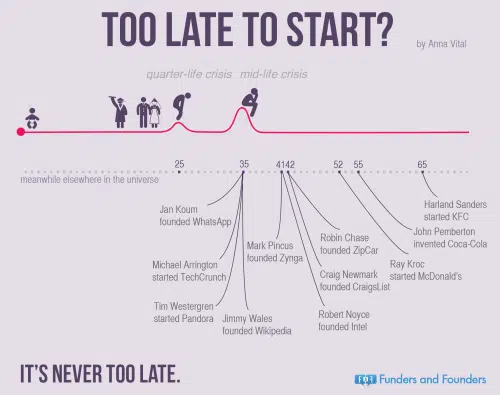 TOO LATE TO START?
by Anna Vital
quarter-life crisis mid-life crisis
25 35 41 42 52 55 65
meanwhile elsewhere in the universe
Jan Koum
founded WhatsApp
Michael Arrington
started TechCrunch
Tim Westergren
started Pandora
Jimmy Wales
founded Wikipedia
Mark Pincus
founded Zynga
Robin Chase
founded ZipCar
Craig Newmark
founded CraigsList
Robert Noyce
founded Intel
Harland Sanders
started KFC
John Pemberton
invented Coca-Cola
Ray Kroc
started McDonald's
IT'S NEVER TOO LATE.
Funders and Founders